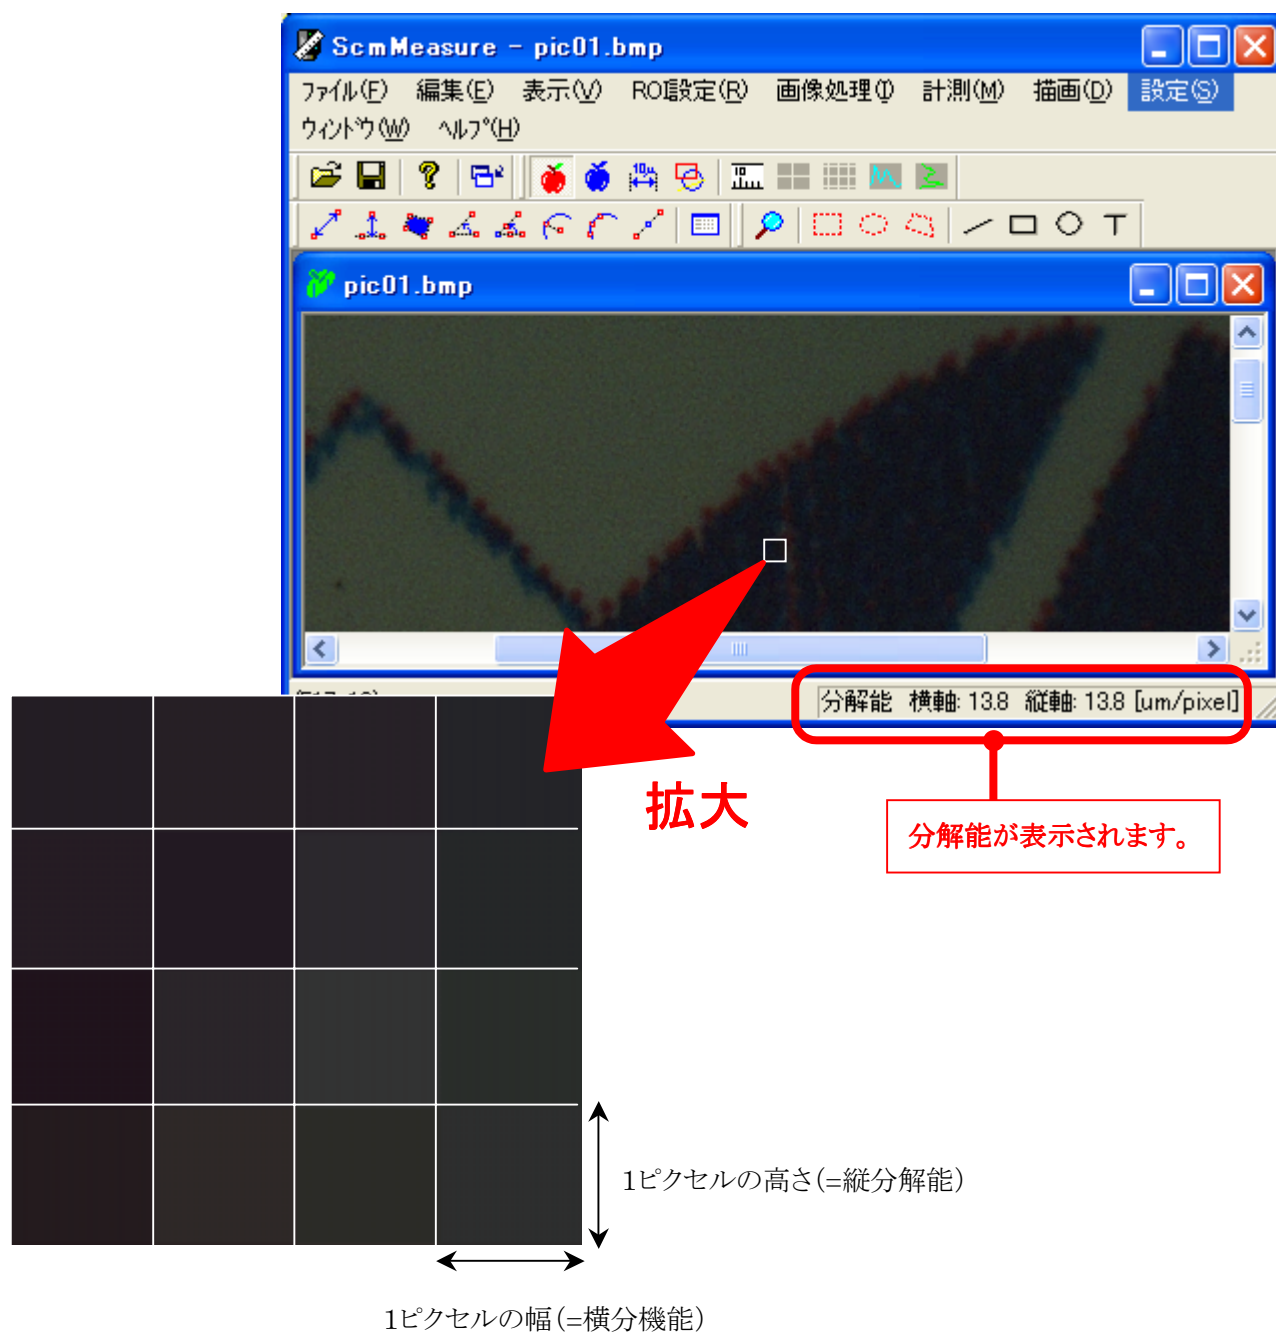 ScmMeasure - pic01.bmp
ファイル(F) 編集(E) 表示(V) ROI設定(R) 画像処理(I) 計測(M) 描画(D) 設定(S)
ウィンドウ(W) ヘルプ(H)
pic01.bmp
分解能 横軸: 13.8 縦軸: 13.8 [um/pixel]
拡大
分解能が表示されます。
1ピクセルの高さ(=縦分解能)
1ピクセルの幅(=横分機能)